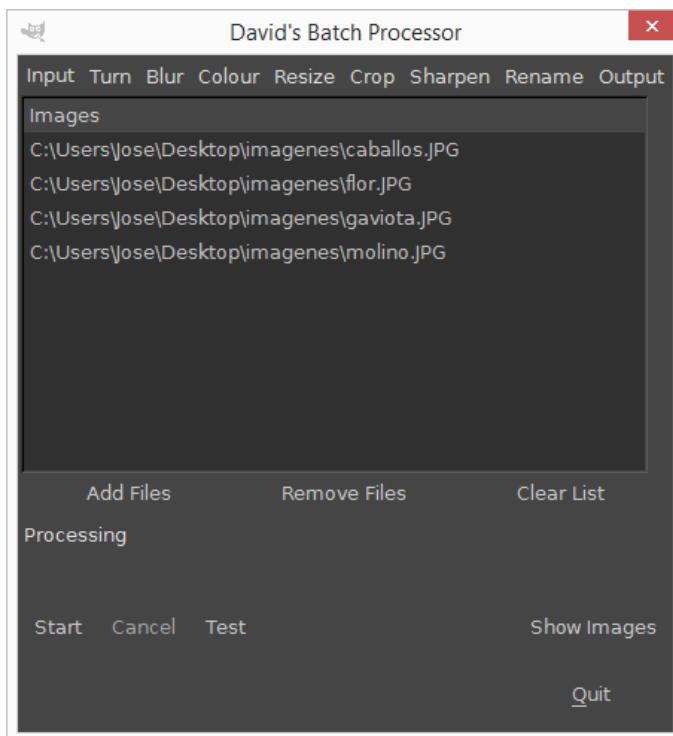 David's Batch Processor
Input Turn Blur Colour Resize Crop Sharpen Rename Output
Images
C:\Users\Jose\Desktop\imagenes\caballos.JPG
C:\Users\Jose\Desktop\imagenes\flor.JPG
C:\Users\Jose\Desktop\imagenes\gaviota.JPG
C:\Users\Jose\Desktop\imagenes\molino.JPG
Add Files Remove Files Clear List
Processing
Start Cancel Test Show Images
Quit